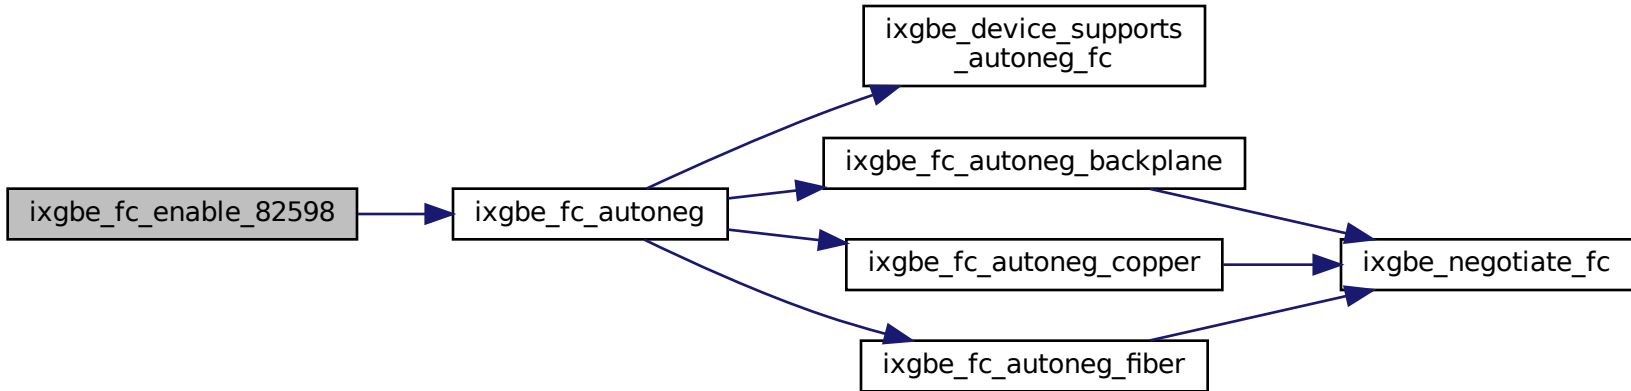 ixgbe_fc_enable_82598
ixgbe_fc_autoneg
ixgbe_device_supports
_autoneg_fc
ixgbe_fc_autoneg_backplane
ixgbe_fc_autoneg_copper
ixgbe_fc_autoneg_fiber
ixgbe_negotiate_fc